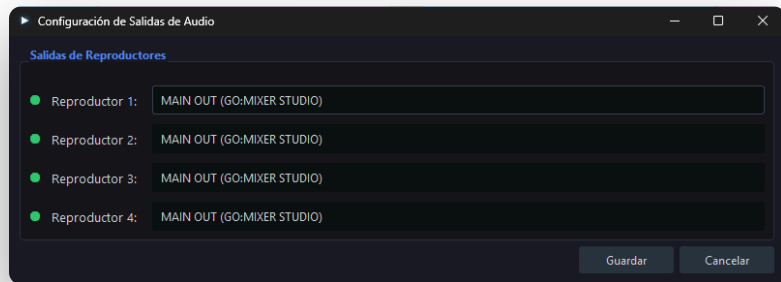 Configuración de Salidas de Audio
Salidas de Reproductores
Reproductor 1: MAIN OUT (GO:MIXER STUDIO)
Reproductor 2: MAIN OUT (GO:MIXER STUDIO)
Reproductor 3: MAIN OUT (GO:MIXER STUDIO)
Reproductor 4: MAIN OUT (GO:MIXER STUDIO)
Guardar Cancelar